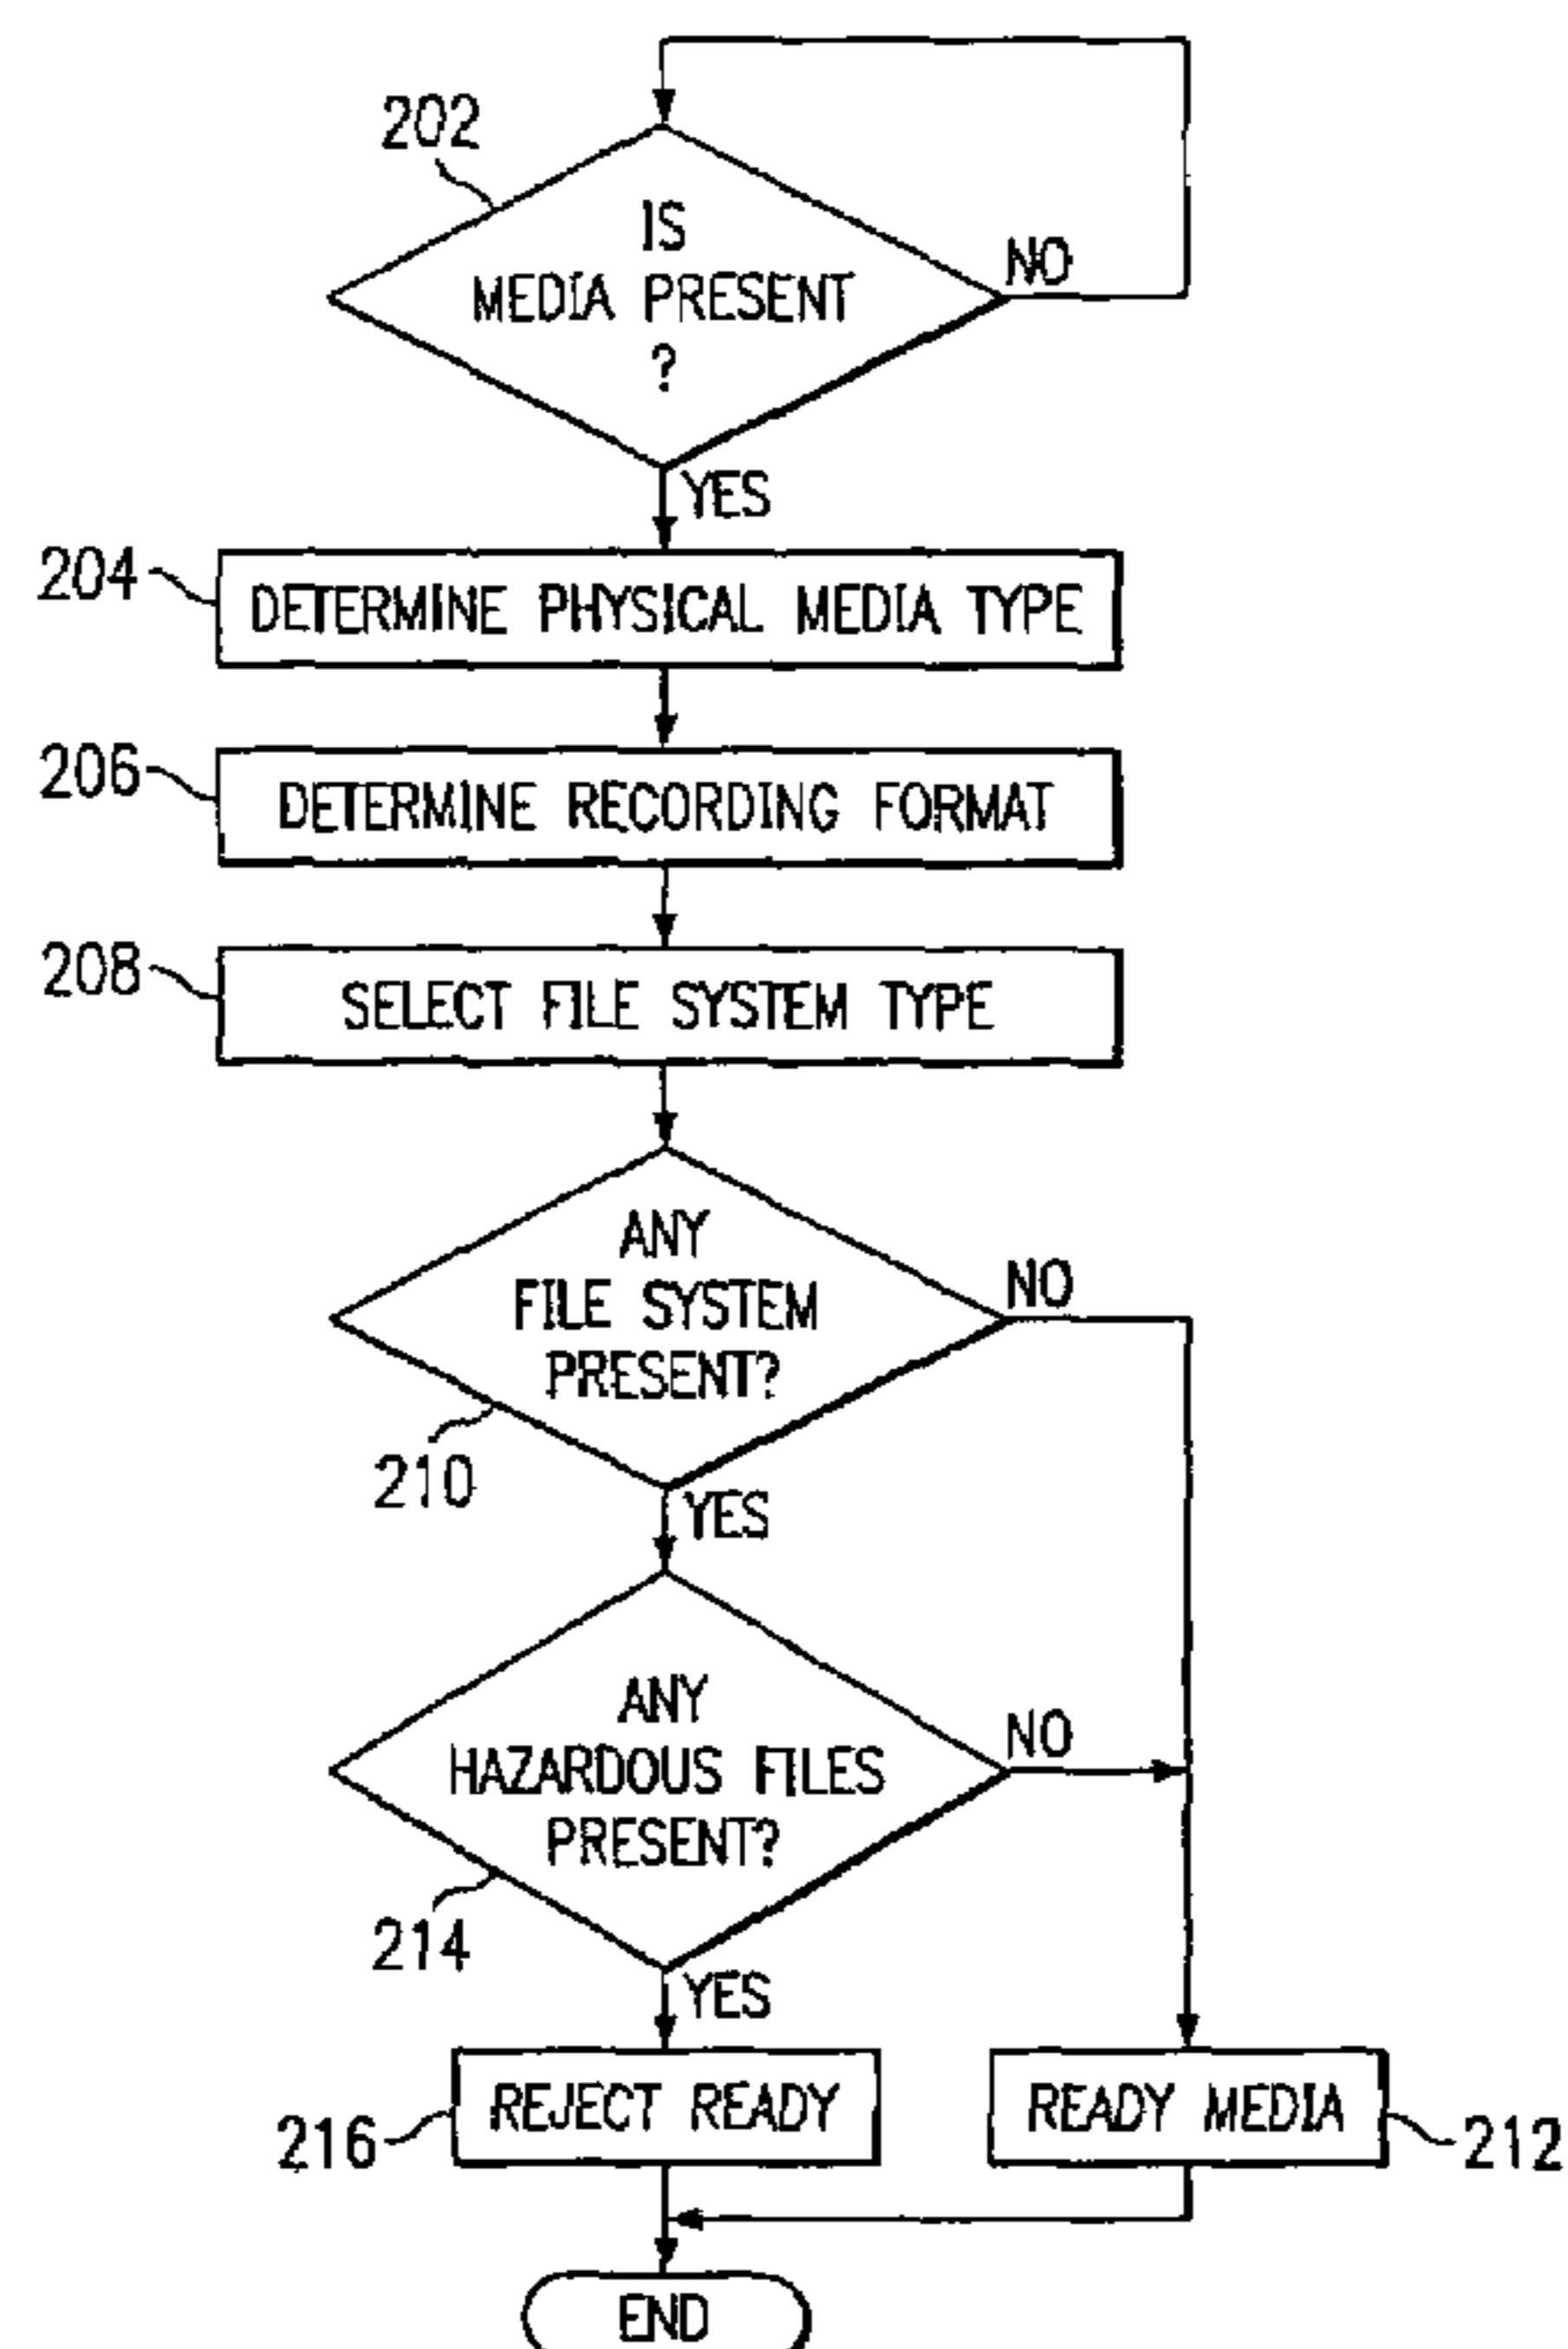 202
IS
MEDIA PRESENT
?
NO
YES
204
DETERMINE PHYSICAL MEDIA TYPE
206
DETERMINE RECORDING FORMAT
208
SELECT FILE SYSTEM TYPE
ANY
FILE SYSTEM
PRESENT?
NO
210
YES
ANY
HAZARDOUS FILES
PRESENT?
NO
214
YES
REJECT READY
216
READY MEDIA
212
END